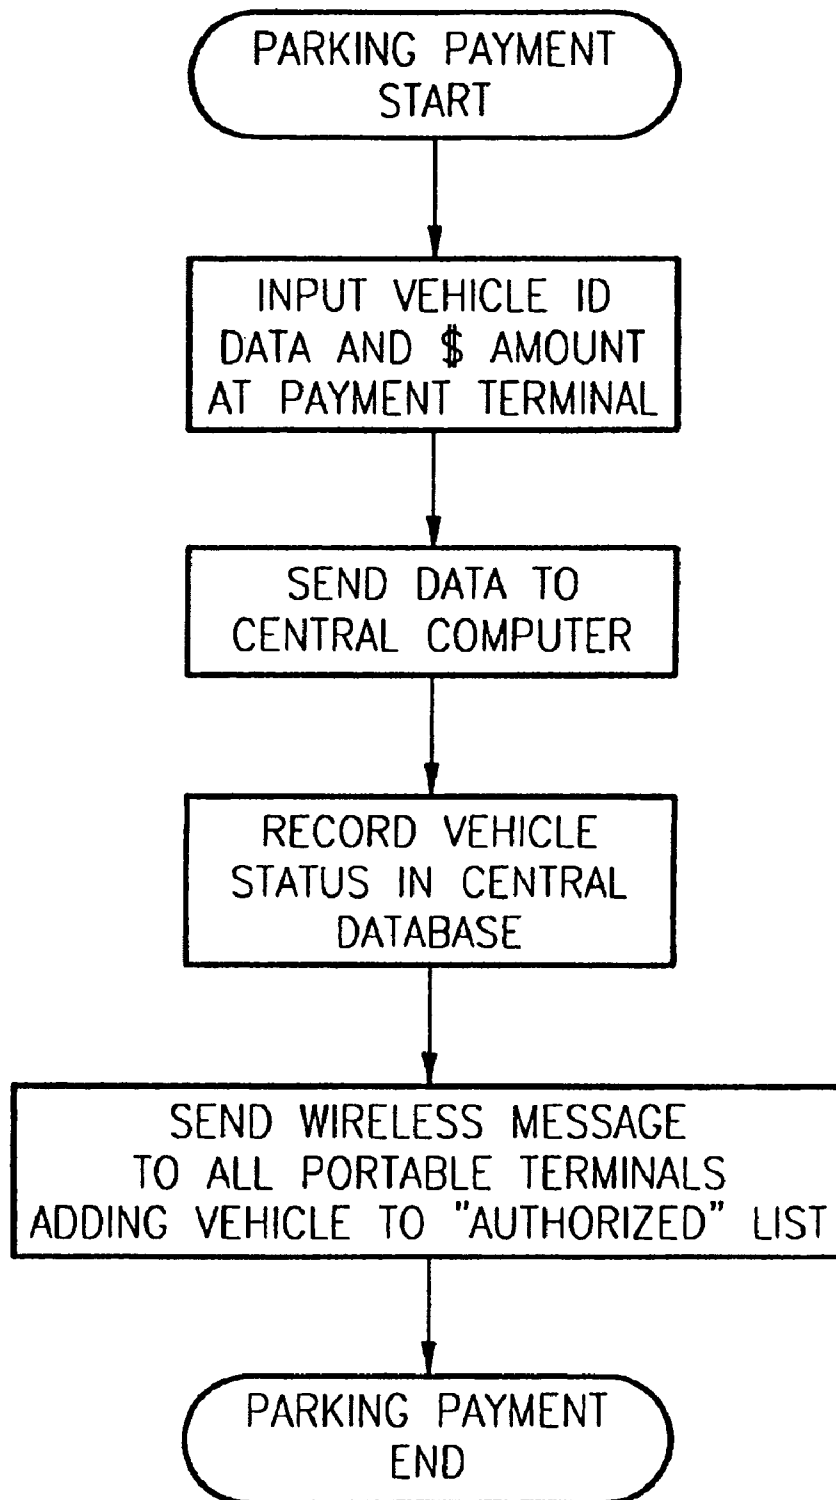 PARKING PAYMENT
START
INPUT VEHICLE ID
DATA AND $ AMOUNT
AT PAYMENT TERMINAL
SEND DATA TO
CENTRAL COMPUTER
RECORD VEHICLE
STATUS IN CENTRAL
DATABASE
SEND WIRELESS MESSAGE
TO ALL PORTABLE TERMINALS
ADDING VEHICLE TO "AUTHORIZED" LIST
PARKING PAYMENT
END